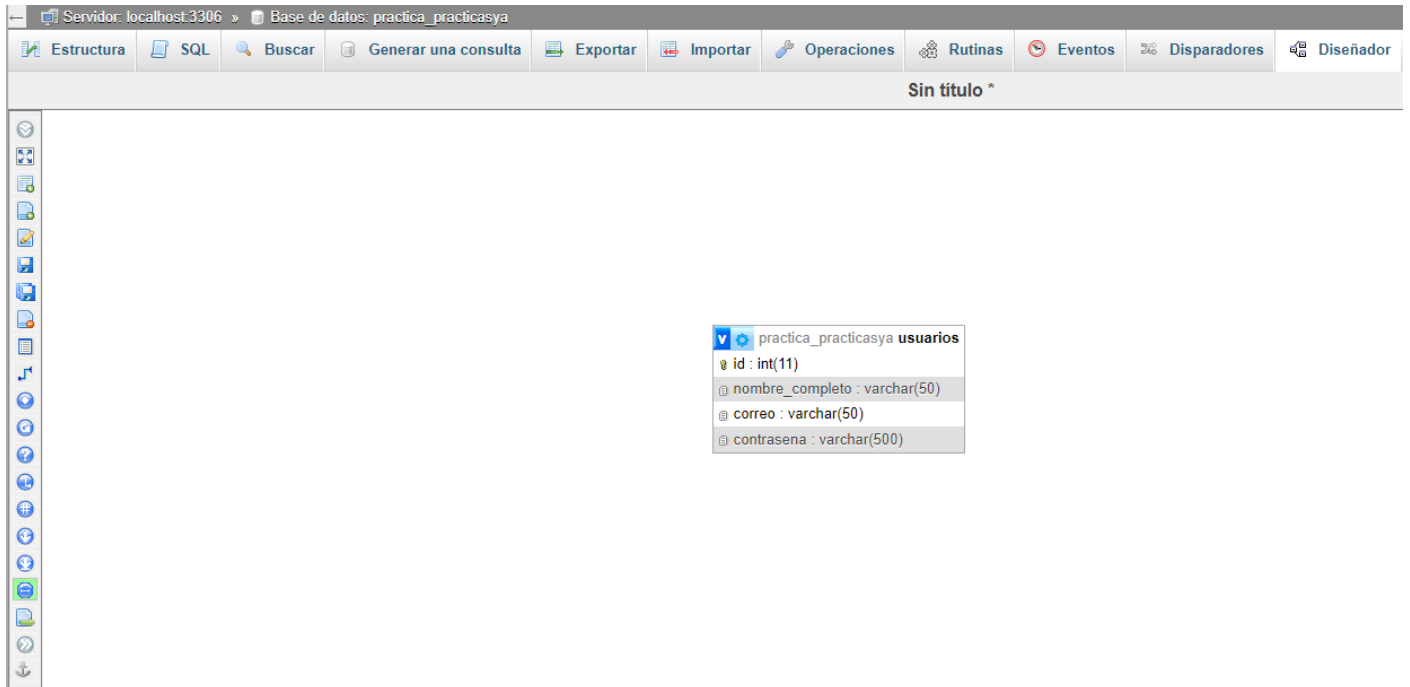 Servidor: localhost:3306 » Base de datos: practica_practicasya
Estructura SQL Buscar Generar una consulta Exportar Importar Operaciones Rutinas Eventos Disparadores Diseñador
Sin título *
v practica_practicasya usuarios
id : int(11)
nombre_completo : varchar(50)
correo : varchar(50)
contrasena : varchar(500)